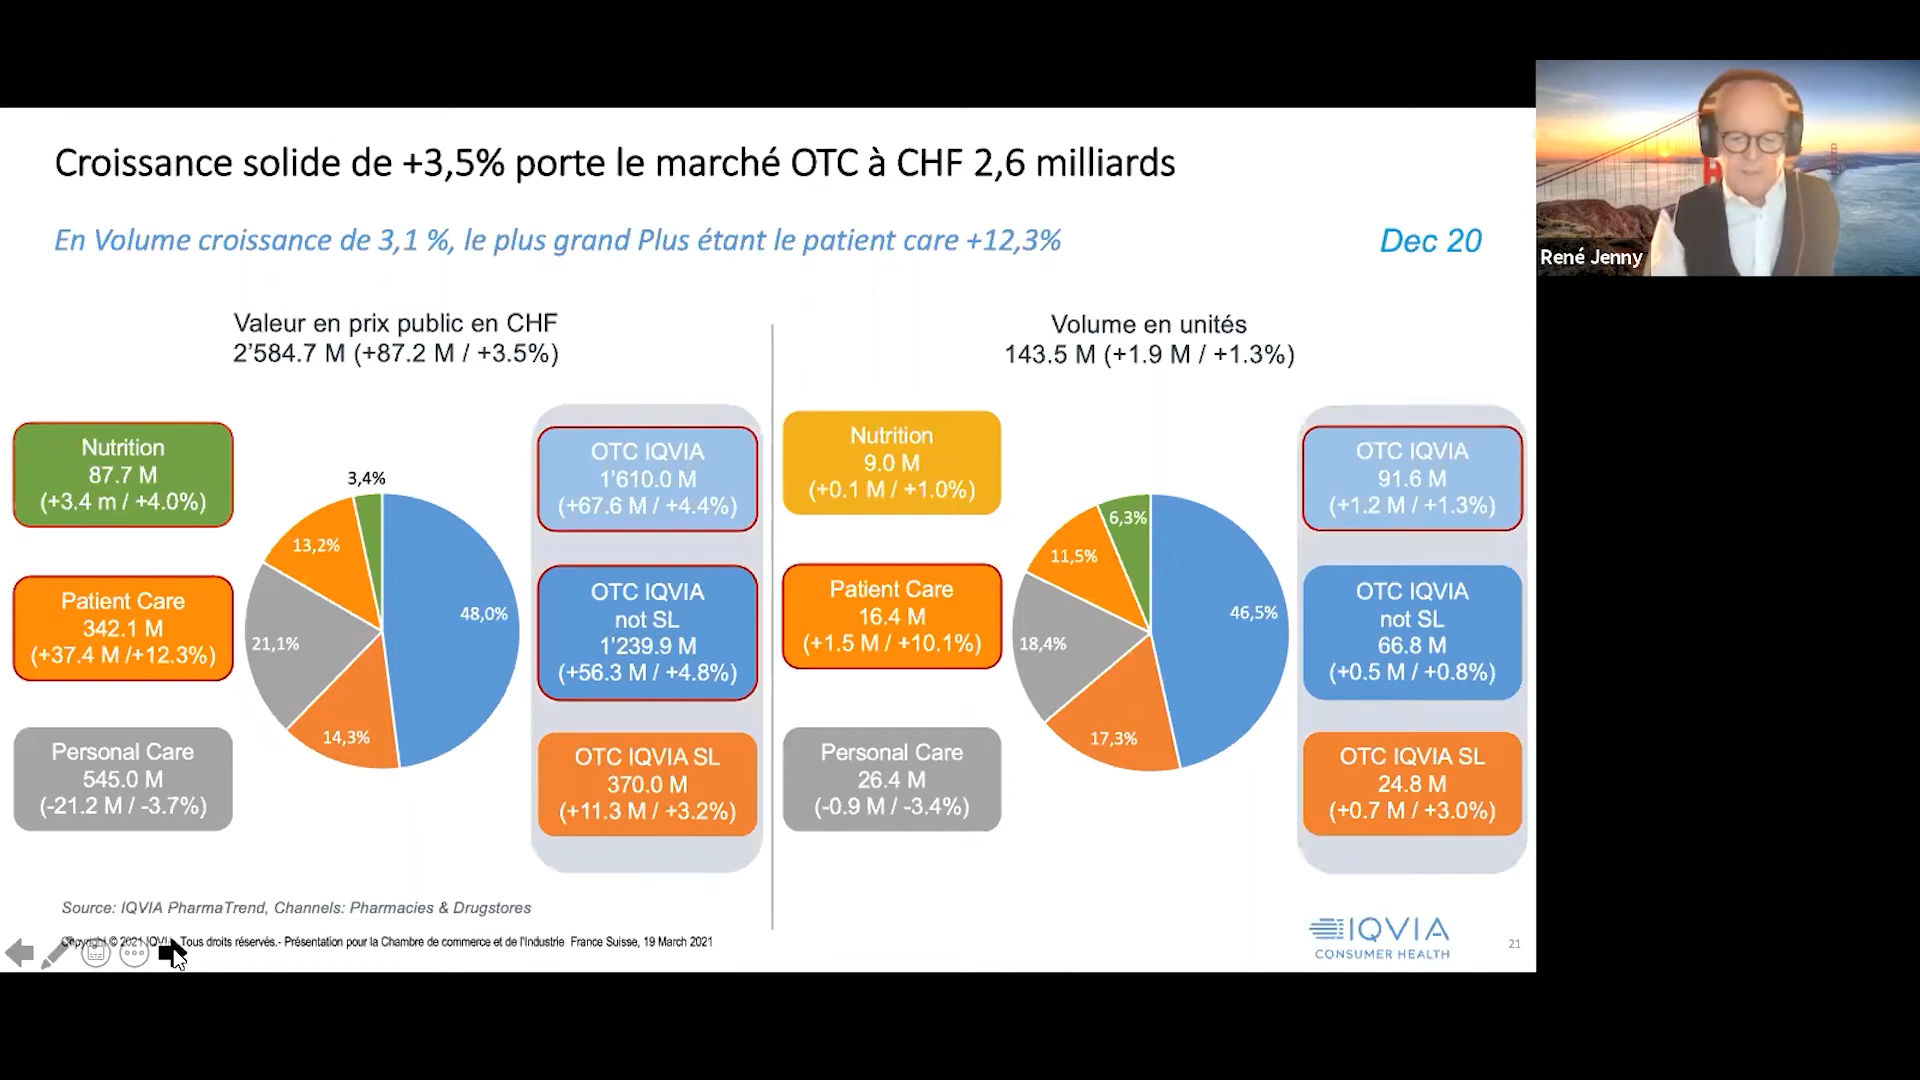 Croissance solide de +3,5% porte le marché OTC à CHF 2,6 milliards
En Volume croissance de 3,1 %, le plus grand Plus étant le patient care +12,3%
Dec 20
René Jenny
Valeur en prix public en CHF
2’584.7 M (+87.2 M / +3.5%)
Nutrition
87.7 M
(+3.4 m / +4.0%)
Patient Care
342.1 M
(+37.4 M /+12.3%)
Personal Care
545.0 M
(-21.2 M / -3.7%)
3,4%
13,2%
48,0%
21,1%
14,3%
OTC IQVIA
1’610.0 M
(+67.6 M / +4.4%)
OTC IQVIA
not SL
1’239.9 M
(+56.3 M / +4.8%)
OTC IQVIA SL
370.0 M
(+11.3 M / +3.2%)
Volume en unités
143.5 M (+1.9 M / +1.3%)
Nutrition
9.0 M
(+0.1 M / +1.0%)
Patient Care
16.4 M
(+1.5 M / +10.1%)
Personal Care
26.4 M
(-0.9 M / -3.4%)
6,3%
11,5%
46,5%
18,4%
17,3%
OTC IQVIA
91.6 M
(+1.2 M / +1.3%)
OTC IQVIA
not SL
66.8 M
(+0.5 M / +0.8%)
OTC IQVIA SL
24.8 M
(+0.7 M / +3.0%)
Source: IQVIA PharmaTrend, Channels: Pharmacies & Drugstores
Copyright © 2021 IQVIA. Tous droits réservés.- Présentation pour la Chambre de commerce et de l'Industrie France Suisse, 19 March 2021
IQVIA
CONSUMER HEALTH
21